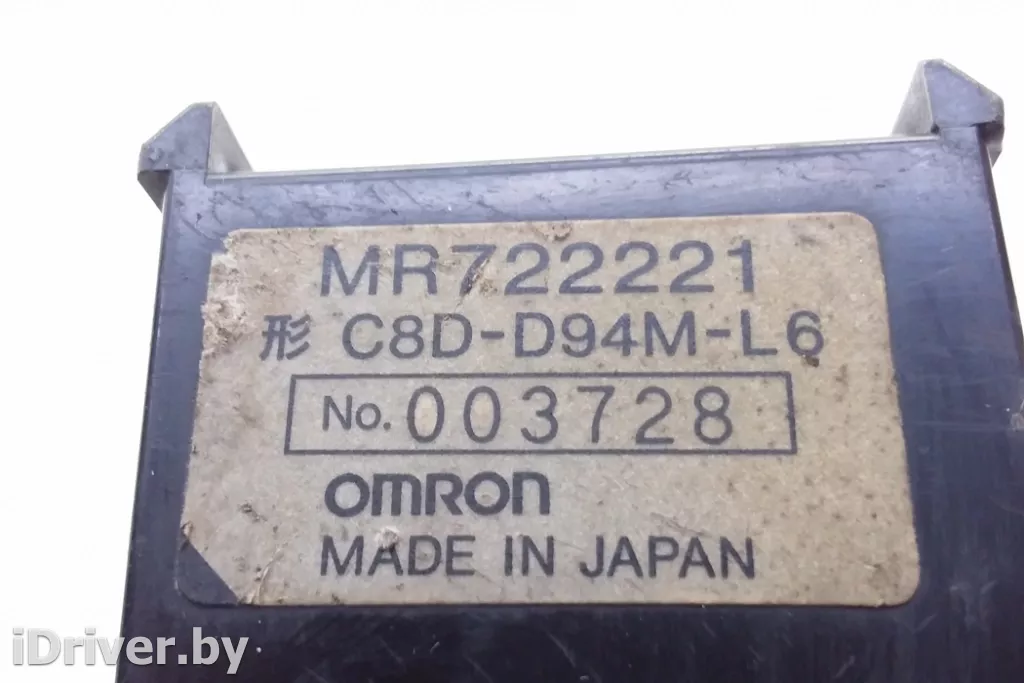 MR722221
形 C8D-D94M-L6
No. 003728
omron
MADE IN JAPAN
iDriver.by